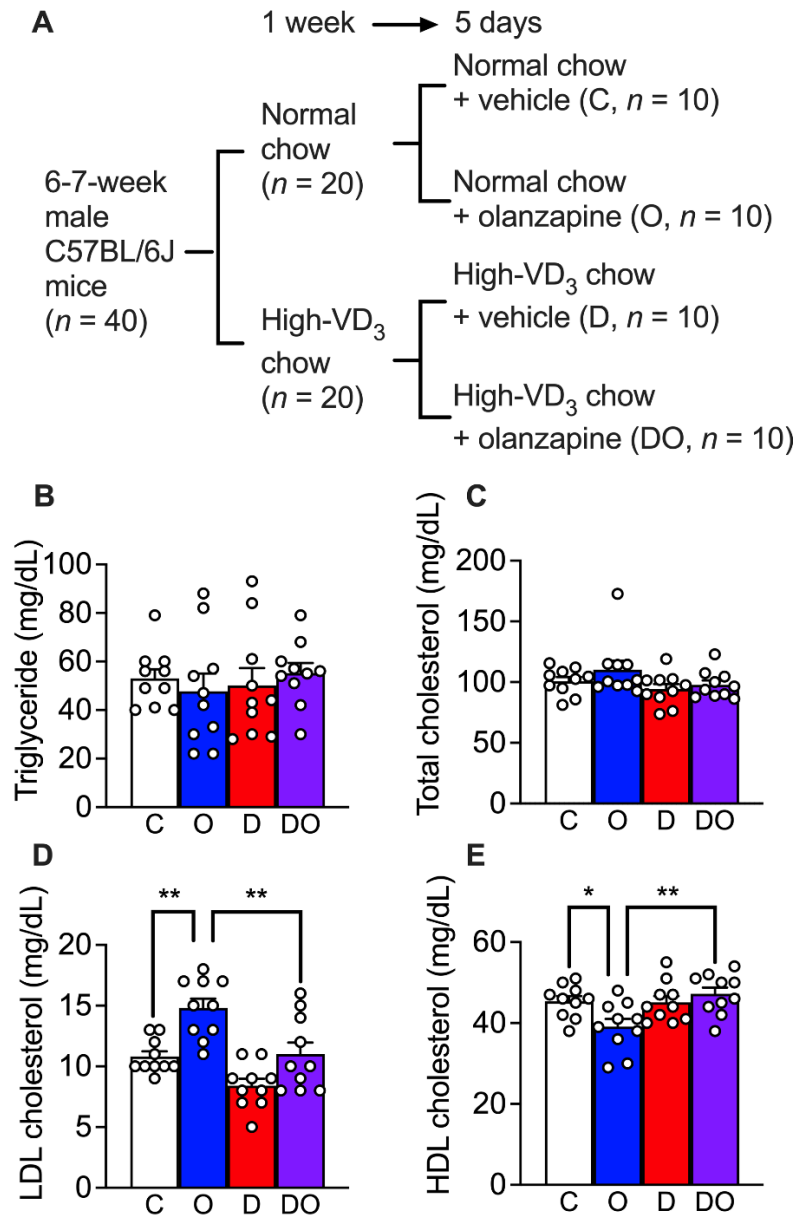 A
1 week
5 days
6-7-week
male
C57BL/6J
mice
(n = 40)
Normal
chow
(n = 20)
High-VD₃
chow
(n = 20)
Normal chow
+ vehicle (C, n = 10)
Normal chow
+ olanzapine (O, n = 10)
High-VD₃ chow
+ vehicle (D, n = 10)
High-VD₃ chow
+ olanzapine (DO, n = 10)
B
Triglyceride (mg/dL)
100
80
60
40
20
0
C O D DO
C
Total cholesterol (mg/dL)
200
150
100
50
0
C O D DO
D
LDL cholesterol (mg/dL)
** **
20
15
10
5
0
C O D DO
E
HDL cholesterol (mg/dL)
* **
60
40
20
0
C O D DO